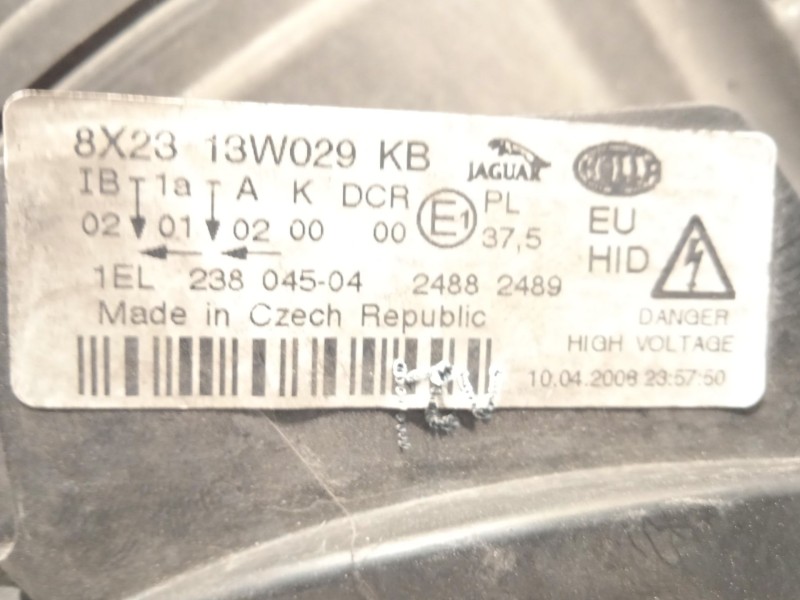 8X23 13W029 KB JAGUAR HELLA
IB 1a A K DCR PL
02 01 02 00 00 E1 37,5 EU
1EL 238 045-04 2488 2489 HID
Made in Czech Republic DANGER
HIGH VOLTAGE
10.04.2008 23:57:50